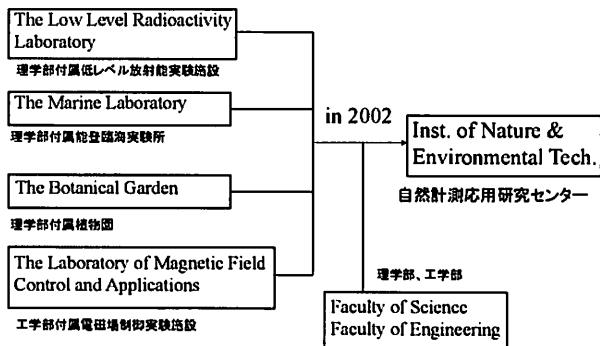 The Low Level Radioactivity
Laboratory
理学部付属低レベル放射能実験施設
The Marine Laboratory
理学部付属能登臨海実験所
The Botanical Garden
理学部付属植物園
The Laboratory of Magnetic Field
Control and Applications
工学部付属電磁場制御実験施設
in 2002
Inst. of Nature &
Environmental Tech.,
自然計測応用研究センター
理学部、工学部
Faculty of Science
Faculty of Engineering